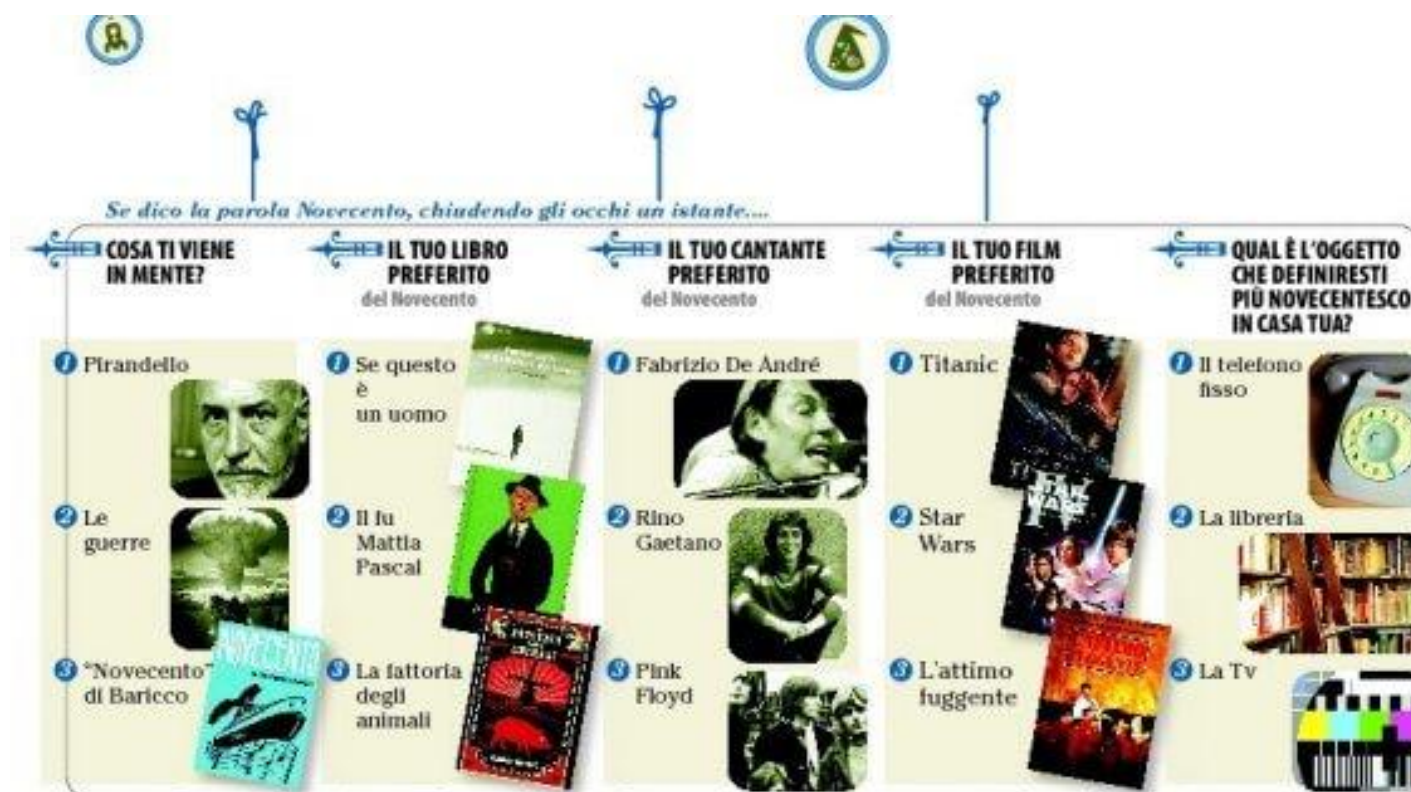 Se dico la parola Novecento, chiudendo gli occhi un istante....
COSA TI VIENE
IN MENTE?
1 Pirandello
2 Le
guerre
3 "Novecento"
di Baricco
IL TUO LIBRO
PREFERITO
del Novecento
1 Se questo
è
un uomo
2 Il fu
Mattia
Pascal
3 La fattoria
degli
animali
IL TUO CANTANTE
PREFERITO
del Novecento
1 Fabrizio De André
2 Rino
Gaetano
3 Pink
Floyd
IL TUO FILM
PREFERITO
del Novecento
1 Titanic
2 Star
Wars
STAR
WARS
3 L'attimo
fuggente
QUAL È L'OGGETTO
CHE DEFINIRESTI
PIÙ NOVECENTESCO
IN CASA TUA?
1 Il telefono
fisso
2 La libreria
3 La Tv